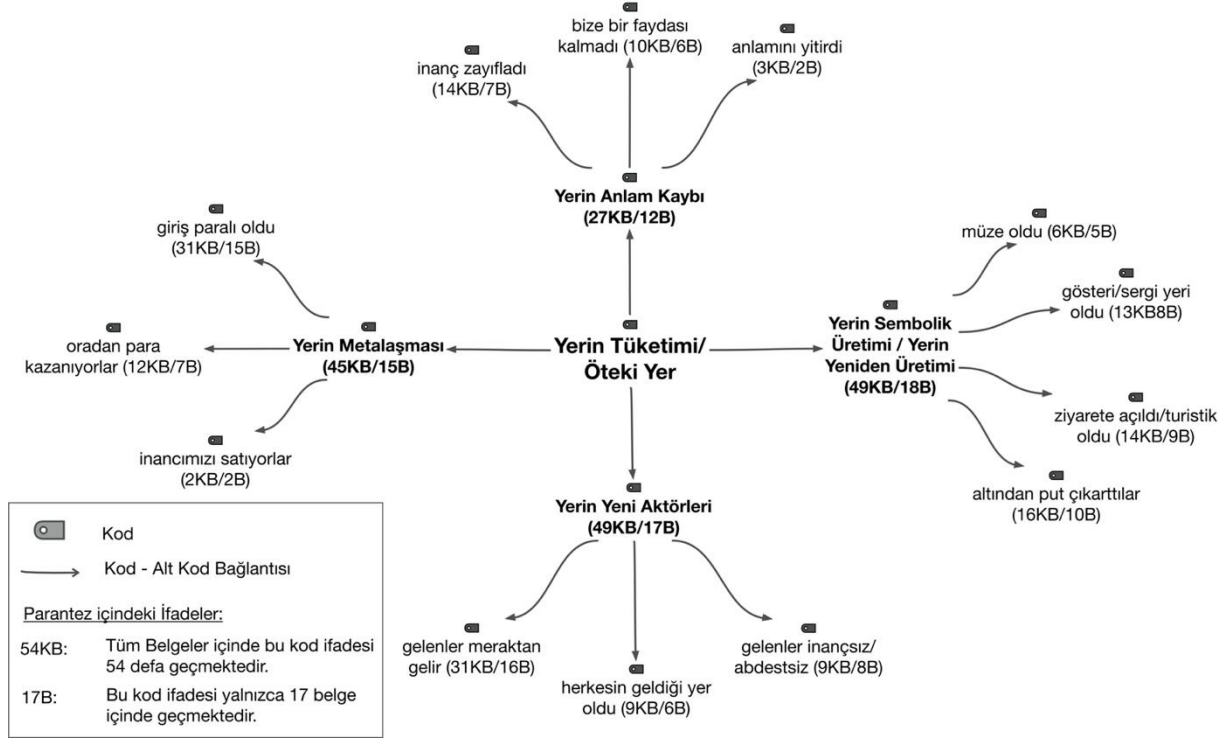 bize bir faydası
kalmadı (10KB/6B)
anlamını yitirdi
(3KB/2B)
inanç zayıfladı
(14KB/7B)
Yerin Anlam Kaybı
(27KB/12B)
giriş paralı oldu
(31KB/15B)
müze oldu (6KB/5B)
gösteri/sergi yeri
oldu (13KB8B)
oradan para
kazanıyorlar (12KB/7B)
Yerin Metalaşması
(45KB/15B)
Yerin Tüketimi/
Öteki Yer
Yerin Sembolik
Üretimi / Yerin
Yeniden Üretimi
(49KB/18B)
ziyarete açıldı/turistik
oldu (14KB/9B)
inancımızı satıyorlar
(2KB/2B)
altından put çıkarttılar
(16KB/10B)
Yerin Yeni Aktörleri
(49KB/17B)
gelenler meraktan
gelir (31KB/16B)
herkesin geldiği yer
oldu (9KB/6B)
gelenler inançsız/
abdestsiz (9KB/8B)
Kod
Kod - Alt Kod Bağlantısı
Parantez içindeki İfadeler:
54KB: Tüm Belgeler içinde bu kod ifadesi
54 defa geçmektedir.
17B: Bu kod ifadesi yalnızca 17 belge
içinde geçmektedir.